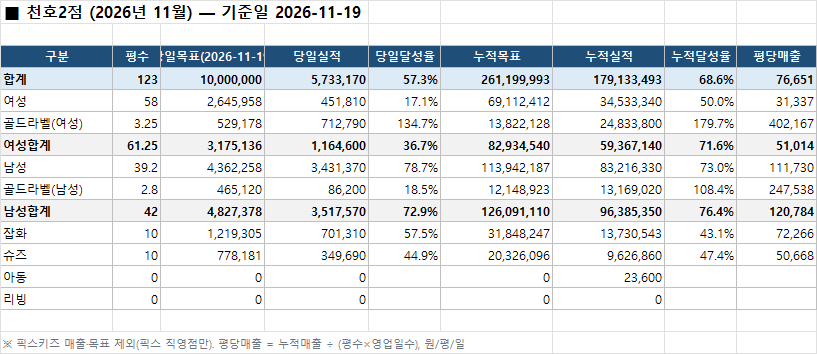 ■ 천호2점 (2026년 11월) — 기준일 2026-11-19
구분 평수 당일목표(2026-11-19 당일실적 당일달성율 누적목표 누적실적 누적달성율 평당매출
합계 123 10,000,000 5,733,170 57.3% 261,199,993 179,133,493 68.6% 76,651
여성 58 2,645,958 451,810 17.1% 69,112,412 34,533,340 50.0% 31,337
골드라벨(여성) 3.25 529,178 712,790 134.7% 13,822,128 24,833,800 179.7% 402,167
여성합계 61.25 3,175,136 1,164,600 36.7% 82,934,540 59,367,140 71.6% 51,014
남성 39.2 4,362,258 3,431,370 78.7% 113,942,187 83,216,330 73.0% 111,730
골드라벨(남성) 2.8 465,120 86,200 18.5% 12,148,923 13,169,020 108.4% 247,538
남성합계 42 4,827,378 3,517,570 72.9% 126,091,110 96,385,350 76.4% 120,784
잡화 10 1,219,305 701,310 57.5% 31,848,247 13,730,543 43.1% 72,266
슈즈 10 778,181 349,690 44.9% 20,326,096 9,626,860 47.4% 50,668
아동 0 0 0 23,600
리빙 0 0 0 0
※ 픽스키즈 매출·목표 제외(픽스 직영점만). 평당매출 = 누적매출 ÷ (평수×영업일수), 원/평/일